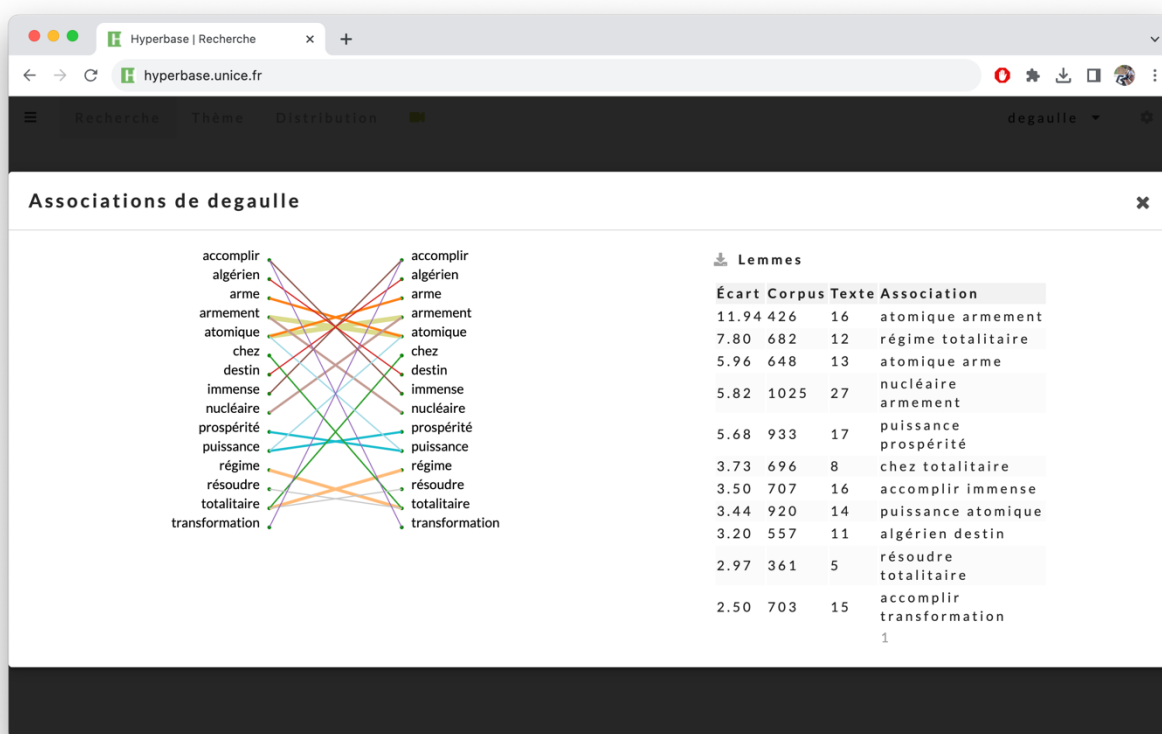 Hyperbase | Recherche
hyperbase.unice.fr
Recherche Thème Distribution degaulle
Associations de degaulle
accomplir accomplir
algérien algérien
arme arme
armement armement
atomique atomique
chez chez
destin destin
immense immense
nucléaire nucléaire
prospérité prospérité
puissance puissance
régime régime
résoudre résoudre
totalitaire totalitaire
transformation transformation
Lemmes
Écart Corpus Texte Association
11.94 426 16 atomique armement
7.80 682 12 régime totalitaire
5.96 648 13 atomique arme
5.82 1025 27 nucléaire
armement
5.68 933 17 puissance
prospérité
3.73 696 8 chez totalitaire
3.50 707 16 accomplir immense
3.44 920 14 puissance atomique
3.20 557 11 algérien destin
2.97 361 5 résoudre
totalitaire
2.50 703 15 accomplir
transformation
1